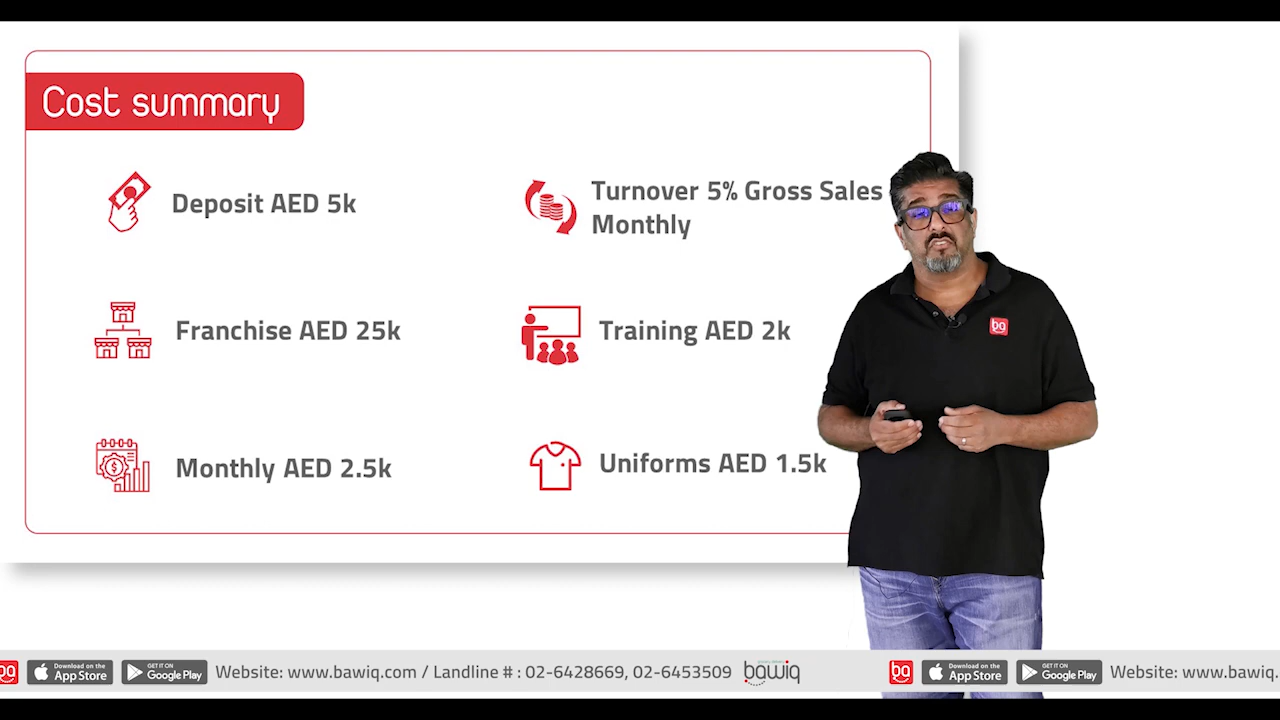 Cost summary
Deposit AED 5k
Turnover 5% Gross Sales
Monthly
Franchise AED 25k
Training AED 2k
Monthly AED 2.5k
Uniforms AED 1.5k
ba
ba
Download on the
App Store
GET IT ON
Google Play
Website: www.bawiq.com / Landline # : 02-6428669, 02-6453509
bawiq
ba
Download on the
App Store
GET IT ON
Google Play
Website: www.bawiq.